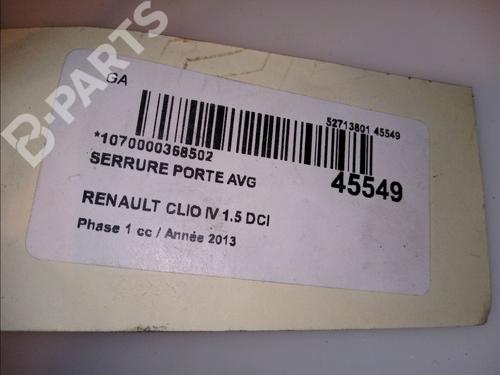 B-PARTS
GA
52713801 45549
*1070000368502
SERRURE PORTE AVG
45549
RENAULT CLIO IV 1.5 DCI
Phase 1 cc / Année 2013